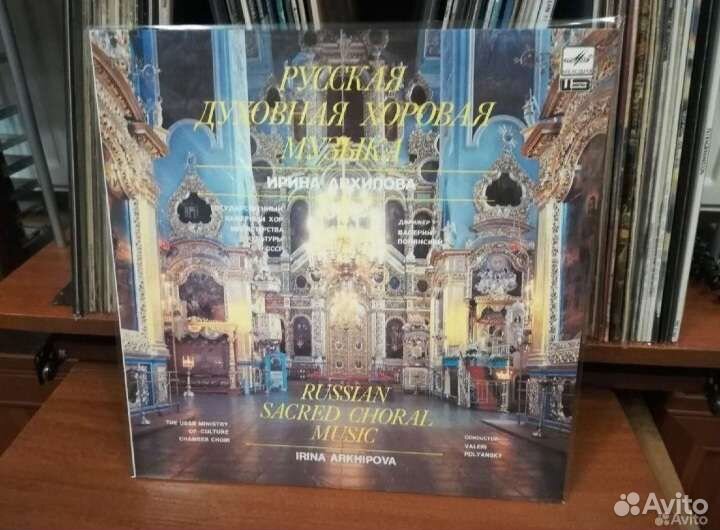 РУССКАЯ
ДУХОВНАЯ ХОРОВАЯ
МУЗЫКА
ИРИНА АРХИПОВА
ГОСУДАРСТВЕННЫЙ
КАМЕРНЫЙ ХОР
МИНИСТЕРСТВА
КУЛЬТУРЫ
СССР
ДИРИЖЕР
ВАЛЕРИЙ
ПОЛЯНСКИЙ
RUSSIAN
SACRED CHORAL
MUSIC
THE USSR MINISTRY
OF CULTURE
CHAMBER CHOIR
CONDUCTOR
VALERI
POLYANSKY
IRINA ARKHIPOVA
Avito
Avito